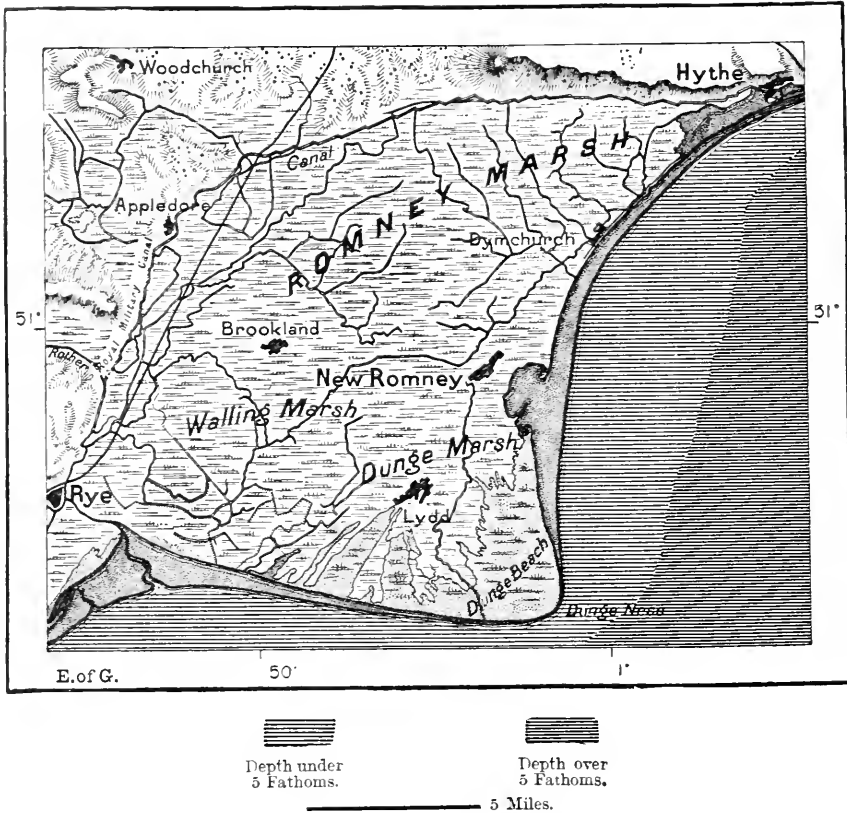 Woodchurch
Hythe
Canal
ROMNEY MARSH
Appledore
Dymchurch
Royal Military Canal
51°
31°
Brookland
Rother
New Romney
Walling Marsh
Dunge Marsh
Rye
Lydd
Dunge Beach
Dunge Ness
E. of G.
50'
1°
Depth under
5 Fathoms.
Depth over
5 Fathoms.
5 Miles.